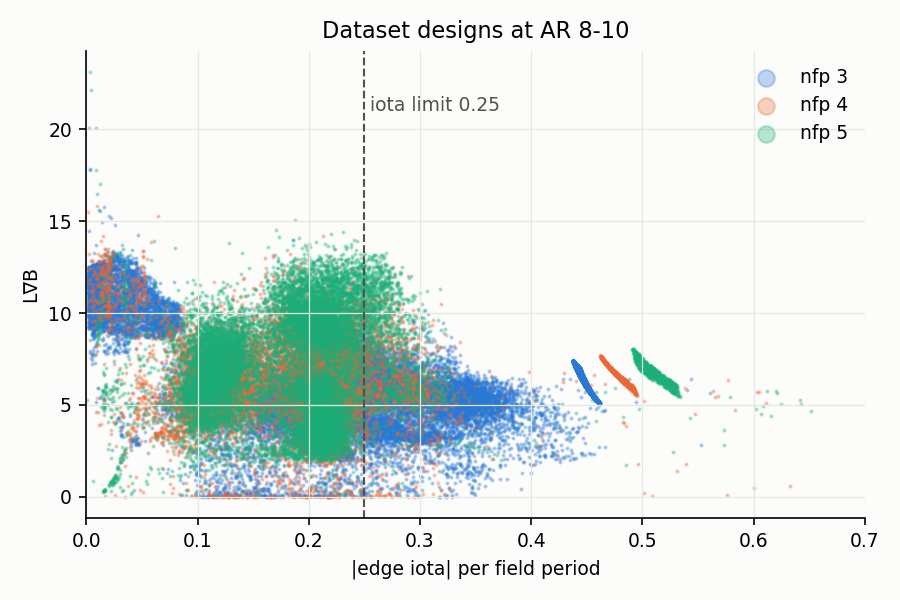 Dataset designs at AR 8-10
nfp 3
nfp 4
nfp 5
iota limit 0.25
L∇B
20
15
10
5
0
0.0 0.1 0.2 0.3 0.4 0.5 0.6 0.7
|edge iota| per field period